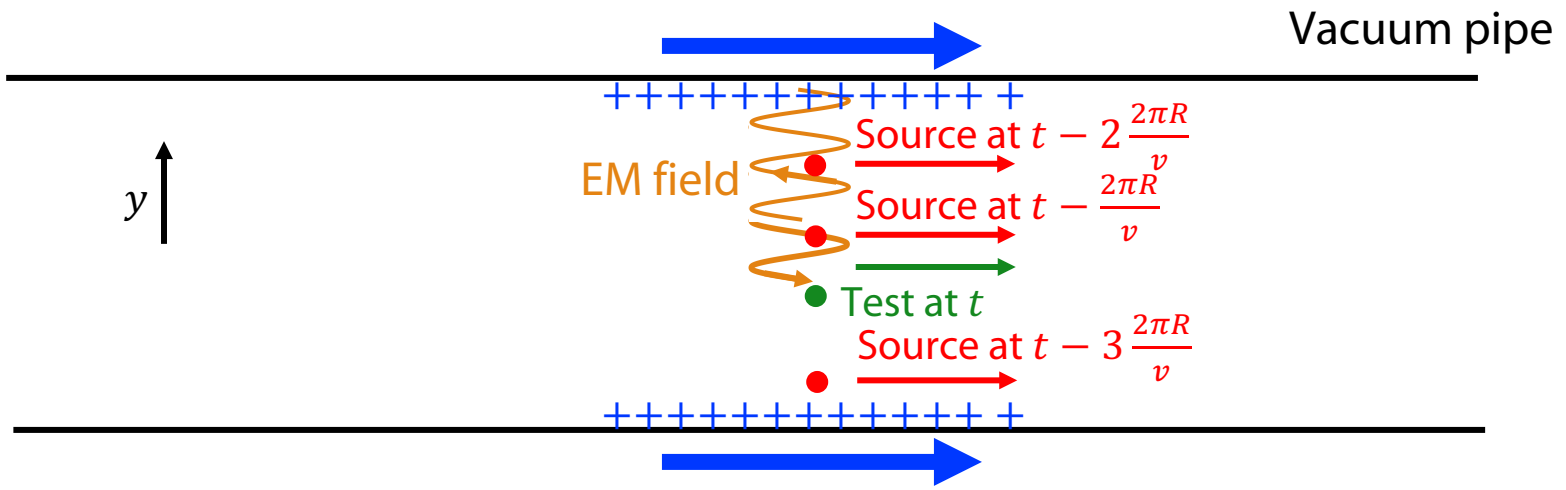 Vacuum pipe
+ + + + + + + + + + + + +
Source at t − 2 2πR/v
EM field
y
Source at t − 2πR/v
Test at t
Source at t − 3 2πR/v
+ + + + + + + + + + + + +